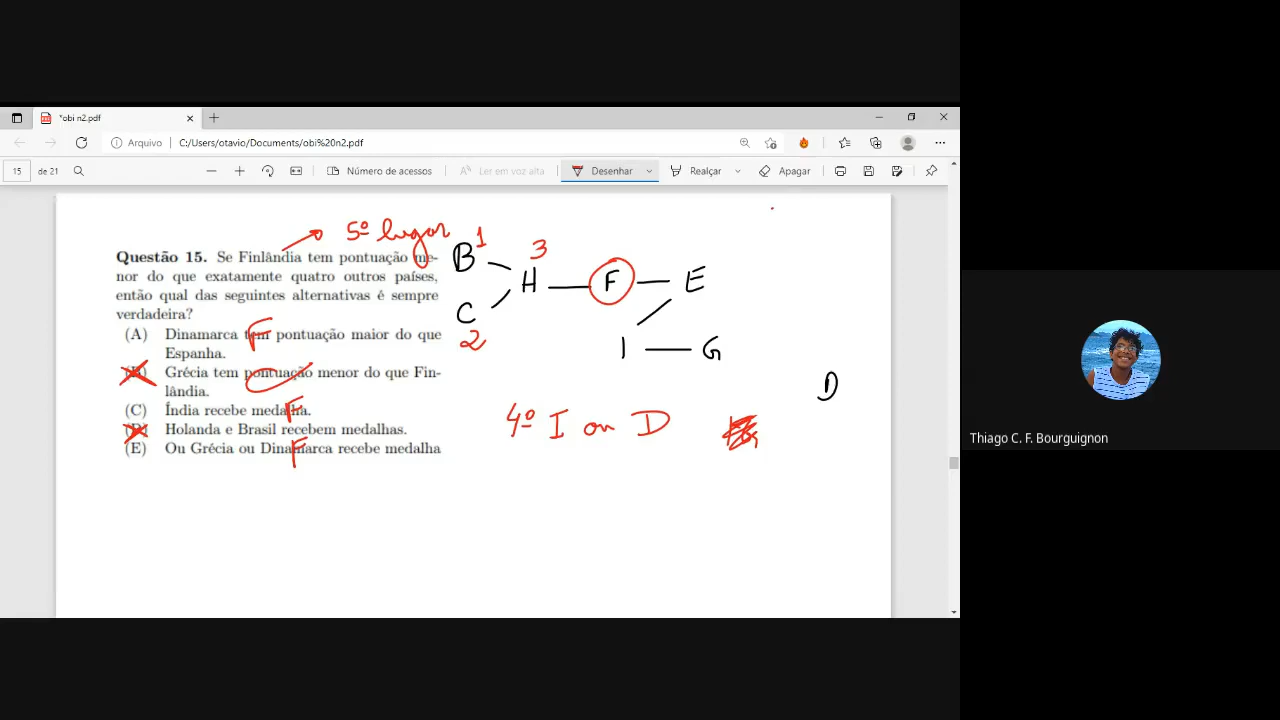 *obi n2.pdf
Arquivo C:/Users/otavio/Documents/obi%20n2.pdf
15 de 21 Número de acessos Ler em voz alta Desenhar Realçar Apagar
5º lugar
Questão 15. Se Finlândia tem pontuação me-
nor do que exatamente quatro outros países,
então qual das seguintes alternativas é sempre
verdadeira?
(A) Dinamarca tem pontuação maior do que
Espanha.
F
(B) Grécia tem pontuação menor do que Fin-
lândia.
(C) Índia recebe medalha.
F
(D) Holanda e Brasil recebem medalhas.
(E) Ou Grécia ou Dinamarca recebe medalha
F
B 1
3
H F E
C
2
I G
D
4º I ou D
Thiago C. F. Bourguignon